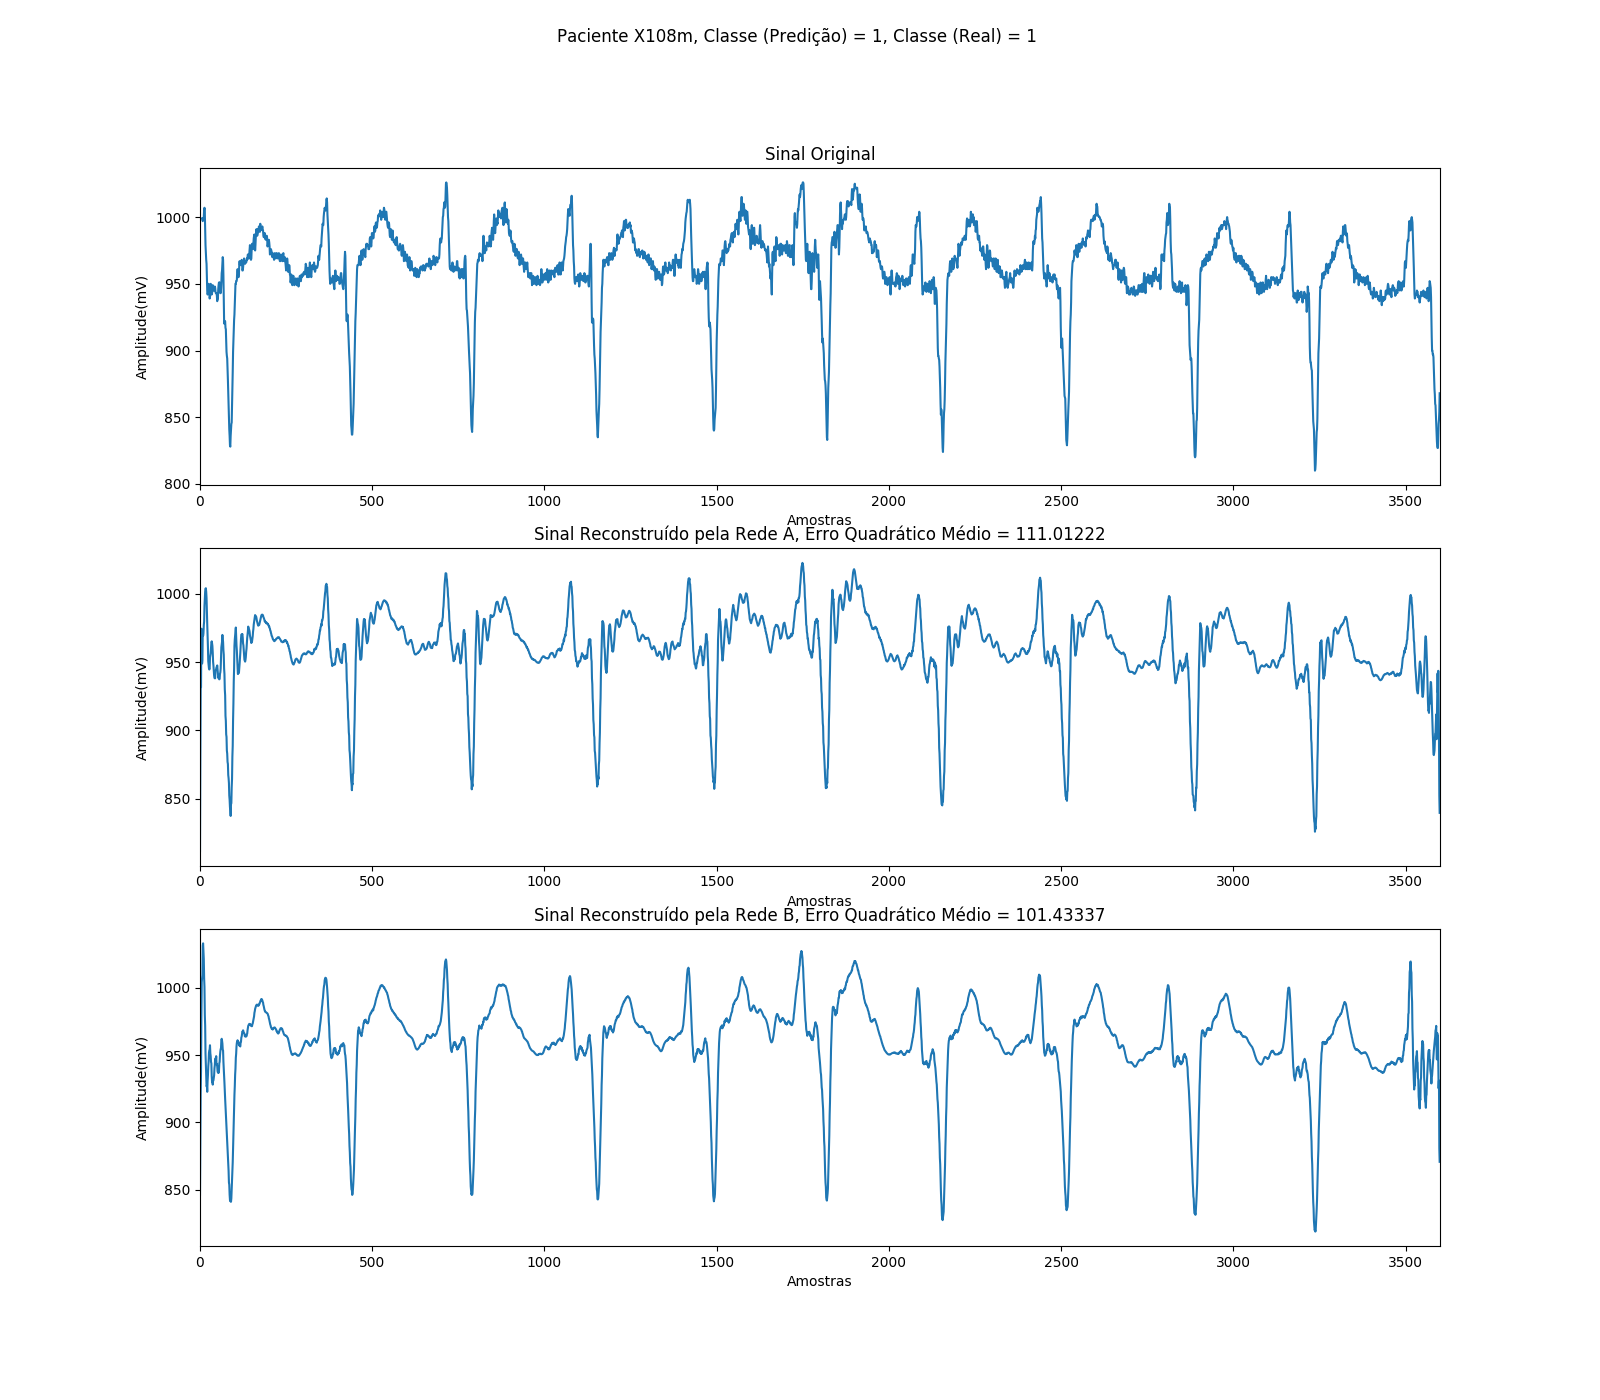 Paciente X108m, Classe (Predição) = 1, Classe (Real) = 1
Sinal Original
Amplitude(mV)
1000
950
900
850
800
0 500 1000 1500 2000 2500 3000 3500
Amostras
Sinal Reconstruído pela Rede A, Erro Quadrático Médio = 111.01222
Amplitude(mV)
1000
950
900
850
0 500 1000 1500 2000 2500 3000 3500
Amostras
Sinal Reconstruído pela Rede B, Erro Quadrático Médio = 101.43337
Amplitude(mV)
1000
950
900
850
0 500 1000 1500 2000 2500 3000 3500
Amostras